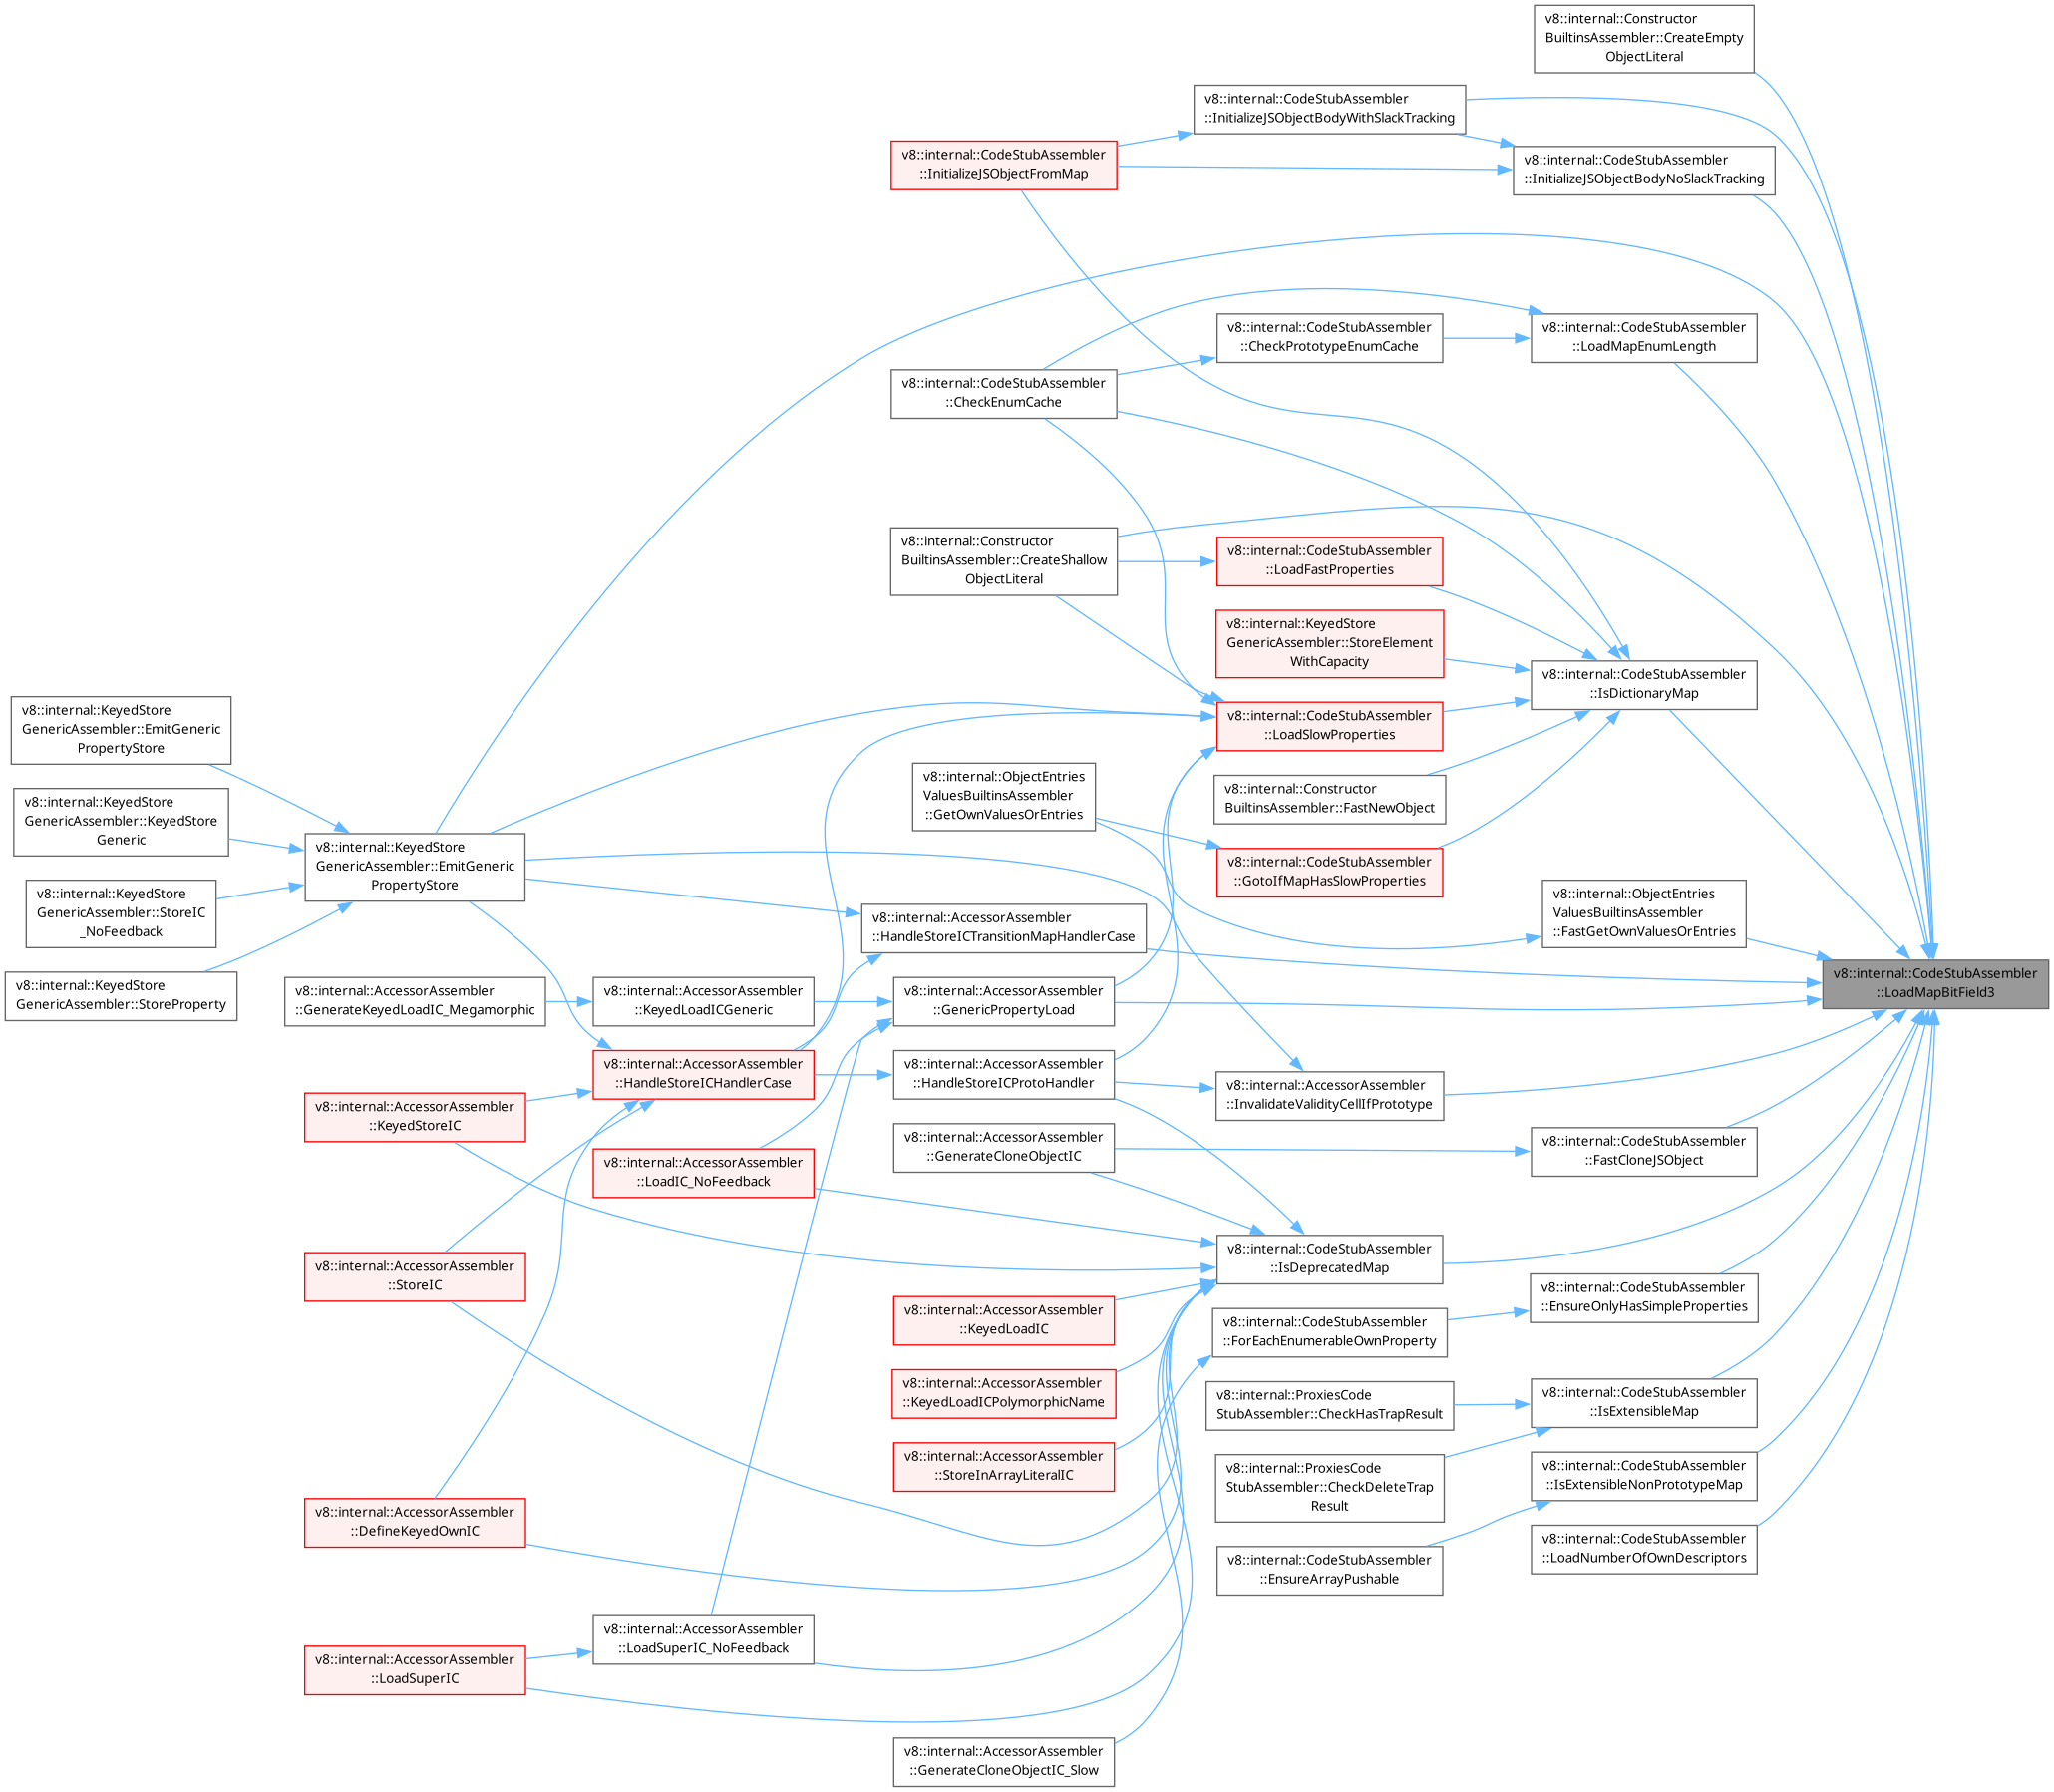 v8::internal::Constructor
BuiltinsAssembler::CreateEmpty
ObjectLiteral
v8::internal::CodeStubAssembler
::InitializeJSObjectBodyWithSlackTracking
v8::internal::CodeStubAssembler
::InitializeJSObjectFromMap
v8::internal::CodeStubAssembler
::InitializeJSObjectBodyNoSlackTracking
v8::internal::CodeStubAssembler
::CheckPrototypeEnumCache
v8::internal::CodeStubAssembler
::LoadMapEnumLength
v8::internal::CodeStubAssembler
::CheckEnumCache
v8::internal::Constructor
BuiltinsAssembler::CreateShallow
ObjectLiteral
v8::internal::CodeStubAssembler
::LoadFastProperties
v8::internal::KeyedStore
GenericAssembler::StoreElement
WithCapacity
v8::internal::CodeStubAssembler
::IsDictionaryMap
v8::internal::KeyedStore
GenericAssembler::EmitGeneric
PropertyStore
v8::internal::CodeStubAssembler
::LoadSlowProperties
v8::internal::ObjectEntries
ValuesBuiltinsAssembler
::GetOwnValuesOrEntries
v8::internal::Constructor
BuiltinsAssembler::FastNewObject
v8::internal::KeyedStore
GenericAssembler::KeyedStore
Generic
v8::internal::KeyedStore
GenericAssembler::EmitGeneric
PropertyStore
v8::internal::CodeStubAssembler
::GotoIfMapHasSlowProperties
v8::internal::KeyedStore
GenericAssembler::StoreIC
_NoFeedback
v8::internal::AccessorAssembler
::HandleStoreICTransitionMapHandlerCase
v8::internal::ObjectEntries
ValuesBuiltinsAssembler
::FastGetOwnValuesOrEntries
v8::internal::CodeStubAssembler
::LoadMapBitField3
v8::internal::KeyedStore
GenericAssembler::StoreProperty
v8::internal::AccessorAssembler
::GenerateKeyedLoadIC_Megamorphic
v8::internal::AccessorAssembler
::KeyedLoadICGeneric
v8::internal::AccessorAssembler
::GenericPropertyLoad
v8::internal::AccessorAssembler
::HandleStoreICHandlerCase
v8::internal::AccessorAssembler
::HandleStoreICProtoHandler
v8::internal::AccessorAssembler
::InvalidateValidityCellIfPrototype
v8::internal::AccessorAssembler
::KeyedStoreIC
v8::internal::AccessorAssembler
::GenerateCloneObjectIC
v8::internal::CodeStubAssembler
::FastCloneJSObject
v8::internal::AccessorAssembler
::LoadIC_NoFeedback
v8::internal::AccessorAssembler
::StoreIC
v8::internal::CodeStubAssembler
::IsDeprecatedMap
v8::internal::AccessorAssembler
::KeyedLoadIC
v8::internal::CodeStubAssembler
::ForEachEnumerableOwnProperty
v8::internal::CodeStubAssembler
::EnsureOnlyHasSimpleProperties
v8::internal::AccessorAssembler
::KeyedLoadICPolymorphicName
v8::internal::ProxiesCode
StubAssembler::CheckHasTrapResult
v8::internal::CodeStubAssembler
::IsExtensibleMap
v8::internal::AccessorAssembler
::StoreInArrayLiteralIC
v8::internal::ProxiesCode
StubAssembler::CheckDeleteTrap
Result
v8::internal::CodeStubAssembler
::IsExtensibleNonPrototypeMap
v8::internal::AccessorAssembler
::DefineKeyedOwnIC
v8::internal::CodeStubAssembler
::EnsureArrayPushable
v8::internal::CodeStubAssembler
::LoadNumberOfOwnDescriptors
v8::internal::AccessorAssembler
::LoadSuperIC_NoFeedback
v8::internal::AccessorAssembler
::LoadSuperIC
v8::internal::AccessorAssembler
::GenerateCloneObjectIC_Slow